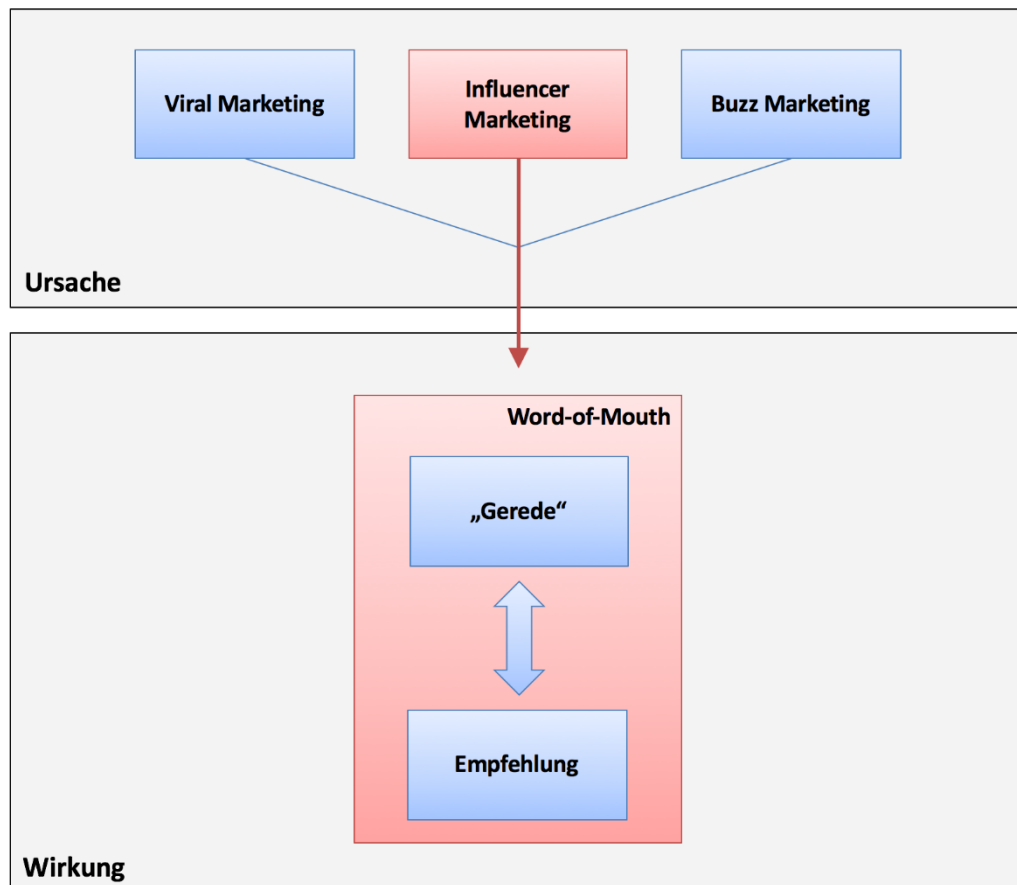 Viral Marketing
Influencer
Marketing
Buzz Marketing
Ursache
Word-of-Mouth
„Gerede“
Empfehlung
Wirkung